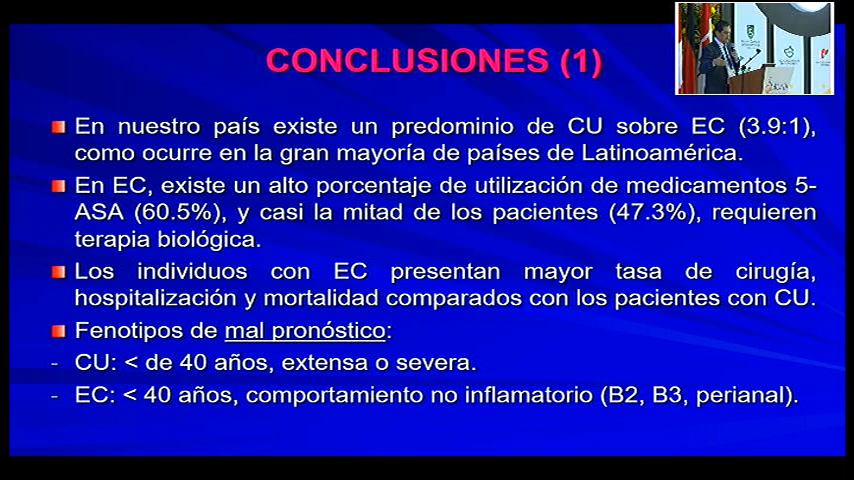 CONCLUSIONES (1)
En nuestro país existe un predominio de CU sobre EC (3.9:1),
como ocurre en la gran mayoría de países de Latinoamérica.
En EC, existe un alto porcentaje de utilización de medicamentos 5-
ASA (60.5%), y casi la mitad de los pacientes (47.3%), requieren
terapia biológica.
Los individuos con EC presentan mayor tasa de cirugía,
hospitalización y mortalidad comparados con los pacientes con CU.
Fenotipos de mal pronóstico:
- CU: < de 40 años, extensa o severa.
- EC: < 40 años, comportamiento no inflamatorio (B2, B3, perianal).